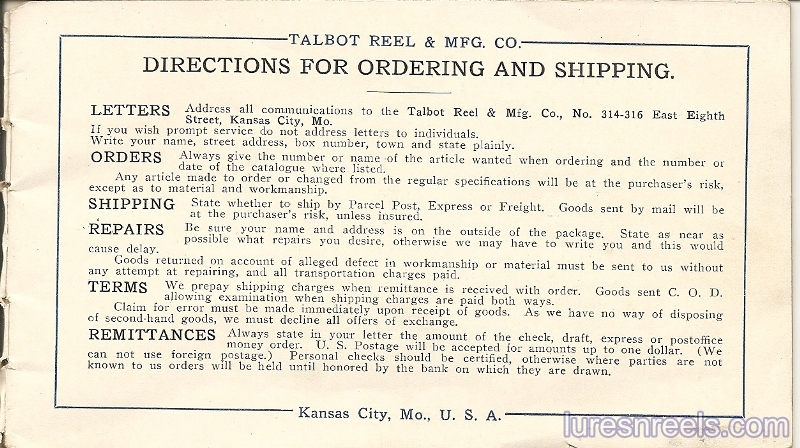 TALBOT REEL & MFG. CO.
DIRECTIONS FOR ORDERING AND SHIPPING.
LETTERS Address all communications to the Talbot Reel & Mfg. Co., No. 314-316 East Eighth
Street, Kansas City, Mo.
If you wish prompt service do not address letters to individuals.
Write your name, street address, box number, town and state plainly.
ORDERS Always give the number or name of the article wanted when ordering and the number or
date of the catalogue where listed.
Any article made to order or changed from the regular specifications will be at the purchaser's risk,
except as to material and workmanship.
SHIPPING State whether to ship by Parcel Post, Express or Freight. Goods sent by mail will be
at the purchaser's risk, unless insured.
REPAIRS Be sure your name and address is on the outside of the package. State as near as
possible what repairs you desire, otherwise we may have to write you and this would
cause delay.
Goods returned on account of alleged defect in workmanship or material must be sent to us without
any attempt at repairing, and all transportation charges paid.
TERMS We prepay shipping charges when remittance is received with order. Goods sent C. O. D.
allowing examination when shipping charges are paid both ways.
Claim for error must be made immediately upon receipt of goods. As we have no way of disposing
of second-hand goods, we must decline all offers of exchange.
REMITTANCES Always state in your letter the amount of the check, draft, express or postoffice
money order. U. S. Postage will be accepted for amounts up to one dollar. (We
can not use foreign postage.) Personal checks should be certified, otherwise where parties are not
known to us orders will be held until honored by the bank on which they are drawn.
Kansas City, Mo., U. S. A.
luresnreels.com